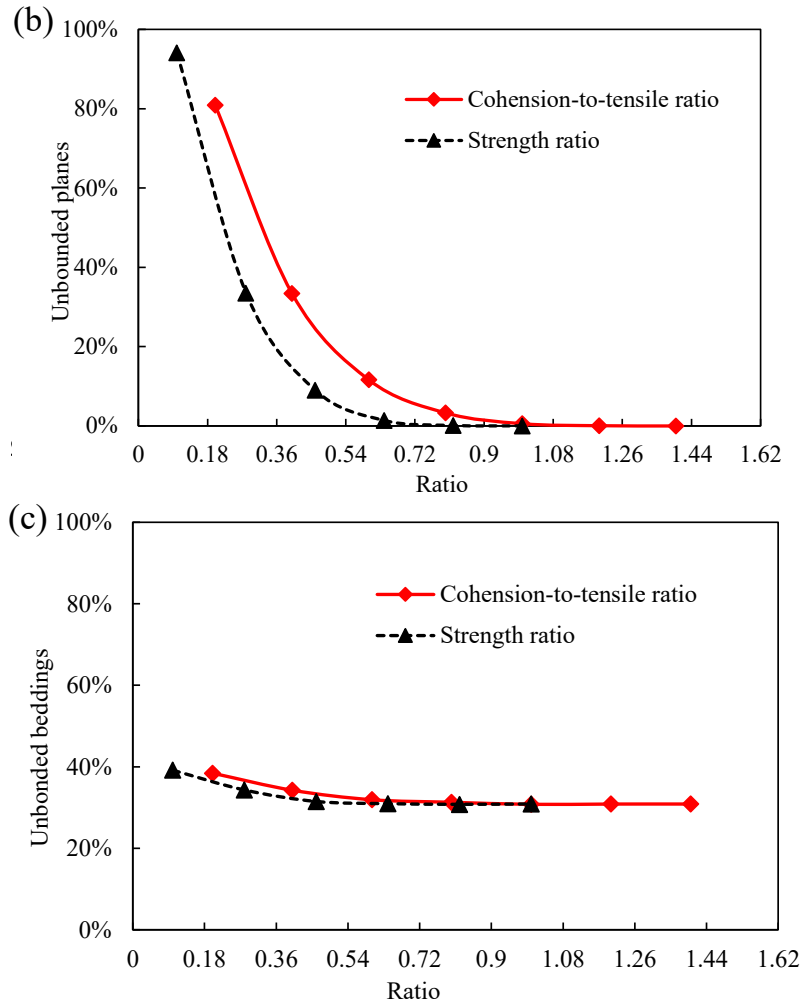 (b)
100%
80%
60%
40%
20%
0%
Unbounded planes
Cohension-to-tensile ratio
Strength ratio
0 0.18 0.36 0.54 0.72 0.9 1.08 1.26 1.44 1.62
Ratio
(c)
100%
80%
60%
40%
20%
0%
Unbonded beddings
Cohension-to-tensile ratio
Strength ratio
0 0.18 0.36 0.54 0.72 0.9 1.08 1.26 1.44 1.62
Ratio